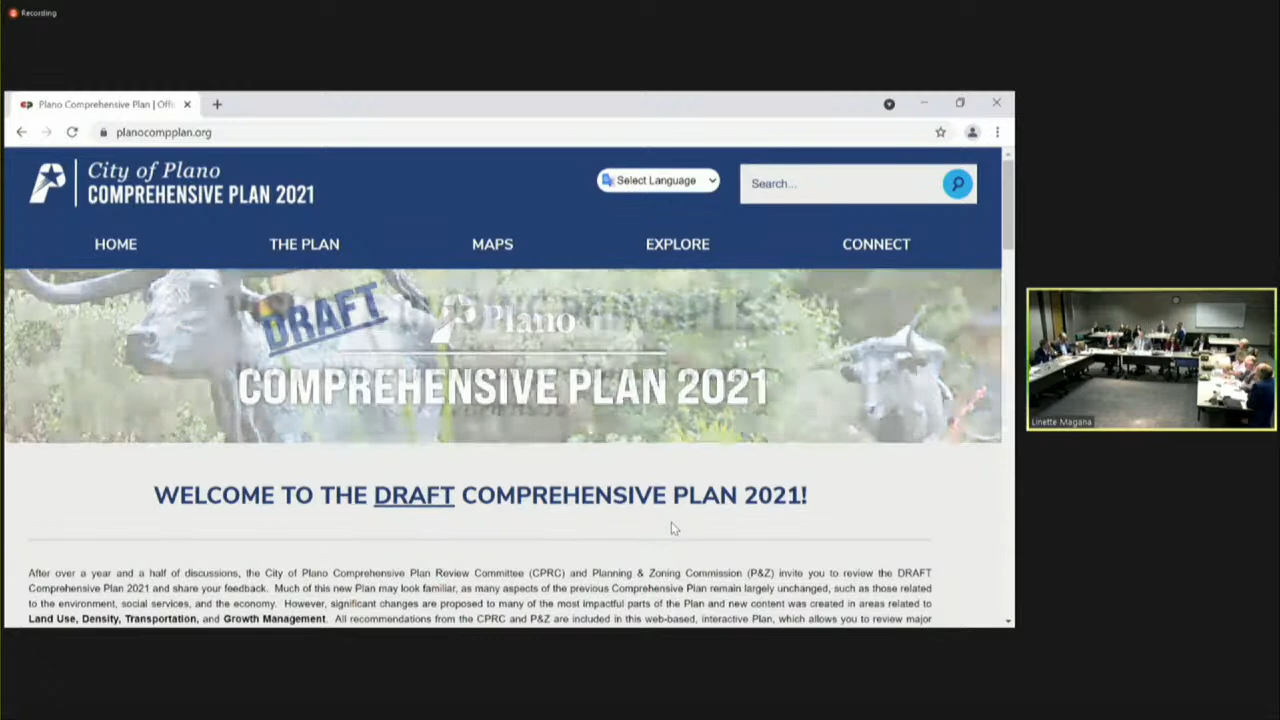 Recording
Plano Comprehensive Plan | Offi
planocompplan.org
City of Plano
COMPREHENSIVE PLAN 2021
Select Language
Search...
HOME THE PLAN MAPS EXPLORE CONNECT
DRAFT
Plano
COMPREHENSIVE PLAN 2021
WELCOME TO THE DRAFT COMPREHENSIVE PLAN 2021!
After over a year and a half of discussions, the City of Plano Comprehensive Plan Review Committee (CPRC) and Planning & Zoning Commission (P&Z) invite you to review the DRAFT
Comprehensive Plan 2021 and share your feedback. Much of this new Plan may look familiar, as many aspects of the previous Comprehensive Plan remain largely unchanged, such as those related
to the environment, social services, and the economy. However, significant changes are proposed to many of the most impactful parts of the Plan and new content was created in areas related to
Land Use, Density, Transportation, and Growth Management. All recommendations from the CPRC and P&Z are included in this web-based, interactive Plan, which allows you to review major
Linette Magana